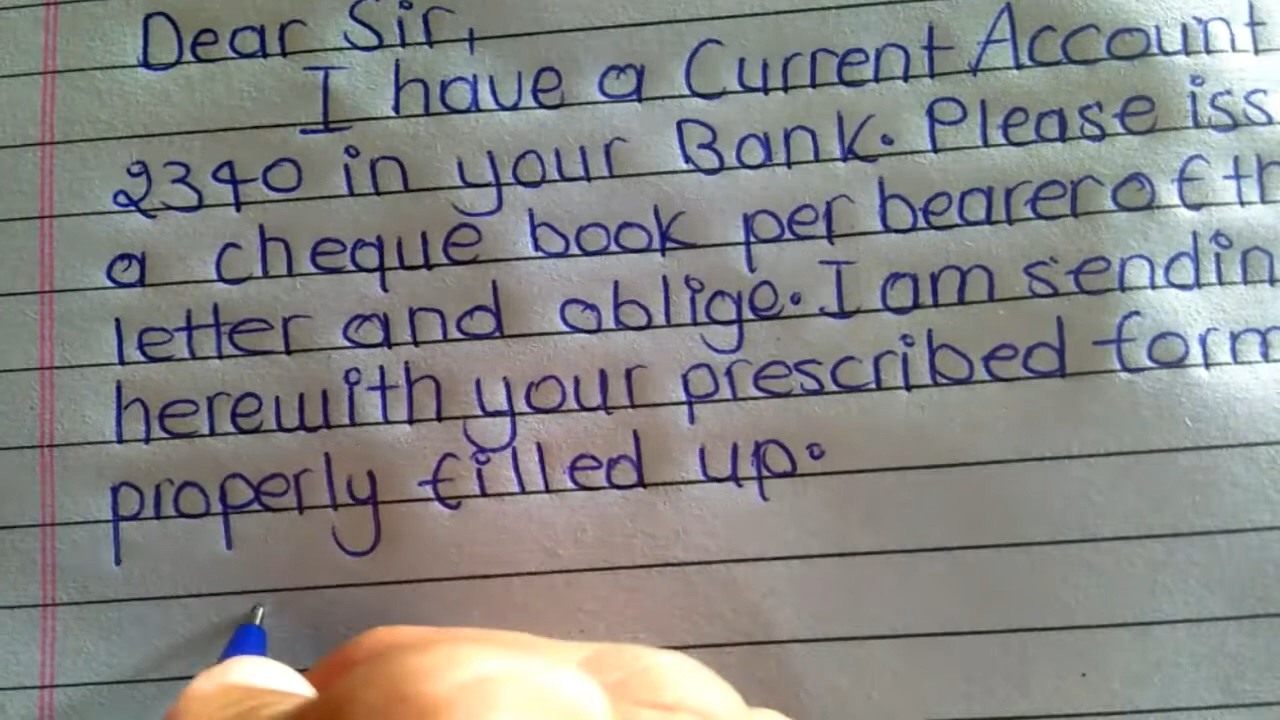 Dear Sir,
I have a Current Account
2340 in your Bank. Please iss
a cheque book per bearer of th
letter and oblige. I am sendin
herewith your prescribed form
properly filled up.